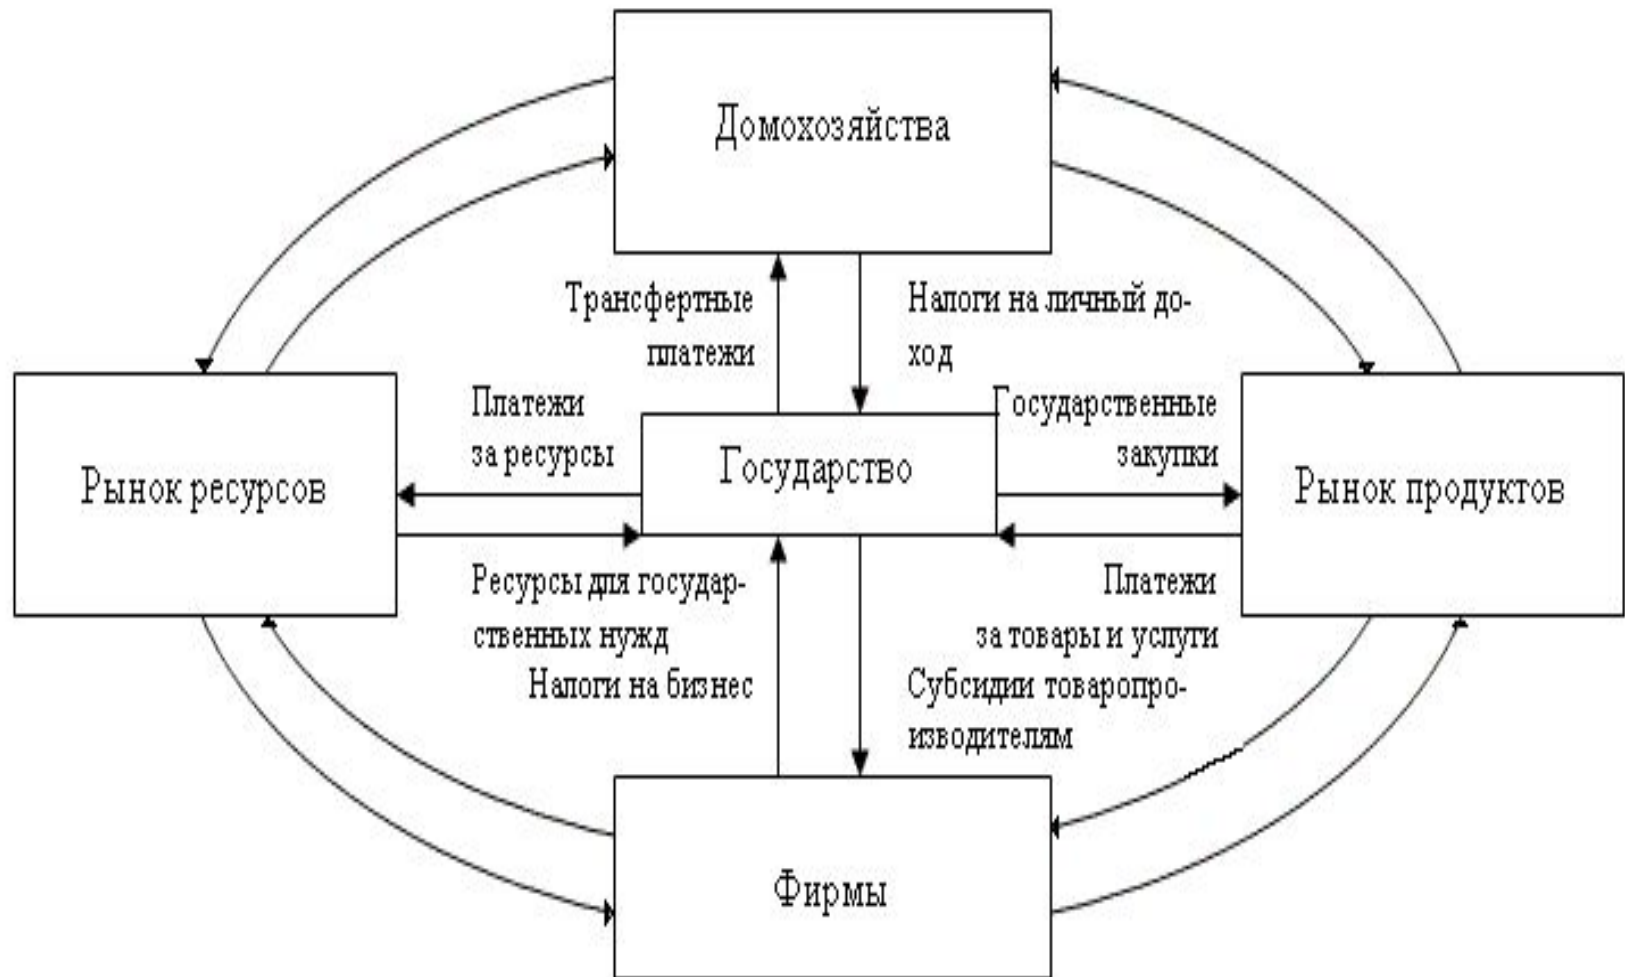 Домохозяйства
Трансфертные
платежи
Налоги на личный до-
ход
Платежи
за ресурсы
Государственные
закупки
Рынок ресурсов
Государство
Рынок продуктов
Ресурсы для государ-
ственных нужд
Платежи
за товары и услуги
Налоги на бизнес
Субсидии товаропро-
изводителям
Фирмы